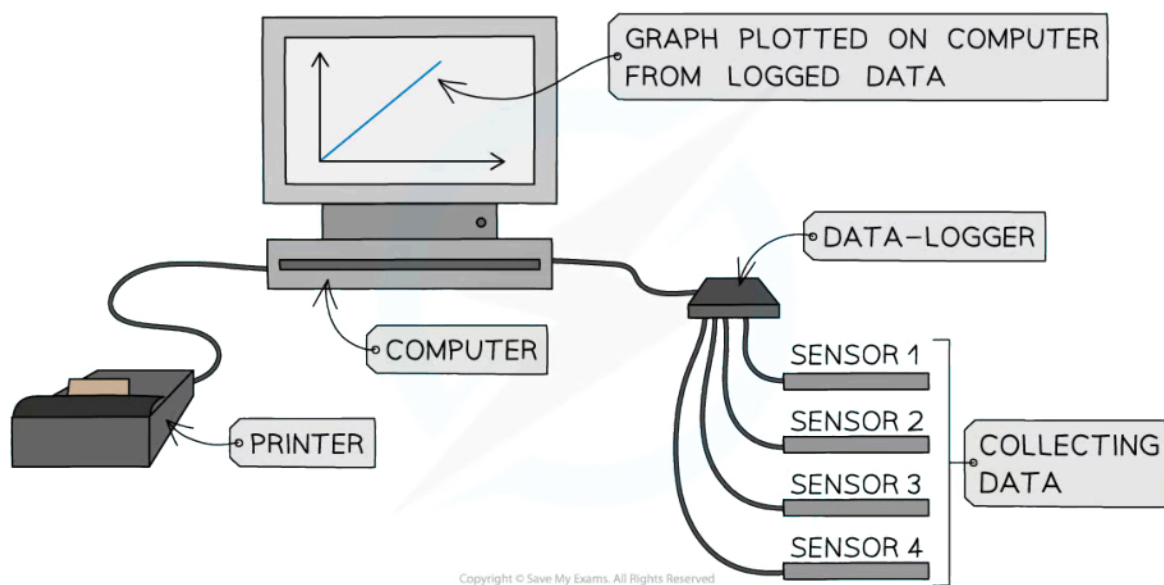 GRAPH PLOTTED ON COMPUTER
FROM LOGGED DATA
DATA-LOGGER
COMPUTER
PRINTER
SENSOR 1
SENSOR 2
SENSOR 3
SENSOR 4
COLLECTING
DATA
Copyright © Save My Exams. All Rights Reserved